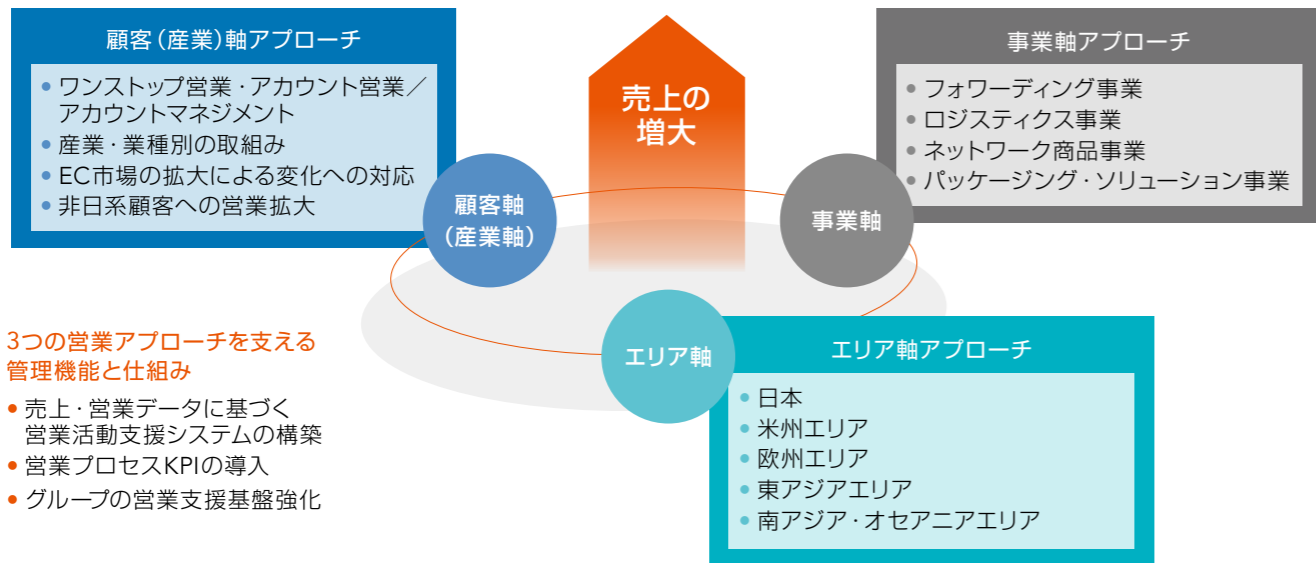 顧客(産業)軸アプローチ
• ワンストップ営業・アカウント営業／
アカウントマネジメント
• 産業・業種別の取組み
• EC市場の拡大による変化への対応
• 非日系顧客への営業拡大
売上の
増大
事業軸アプローチ
• フォワーディング事業
• ロジスティクス事業
• ネットワーク商品事業
• パッケージング・ソリューション事業
顧客軸
(産業軸)
事業軸
エリア軸
3つの営業アプローチを支える
管理機能と仕組み
• 売上・営業データに基づく
営業活動支援システムの構築
• 営業プロセスKPIの導入
• グループの営業支援基盤強化
エリア軸アプローチ
• 日本
• 米州エリア
• 欧州エリア
• 東アジアエリア
• 南アジア・オセアニアエリア